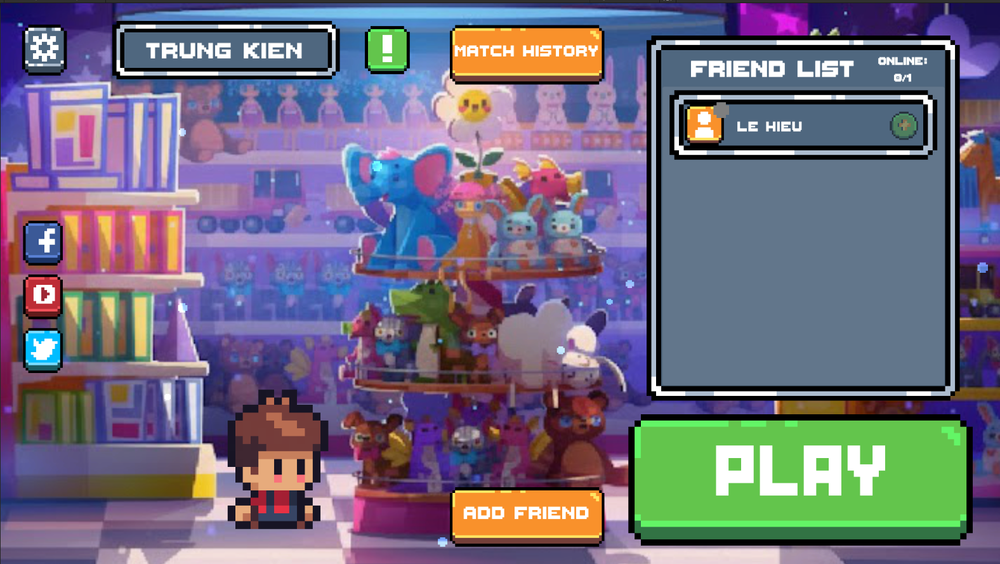 TRUNG KIEN
!
MATCH HISTORY
FRIEND LIST
ONLINE:
0/1
LE HIEU
ADD FRIEND
PLAY